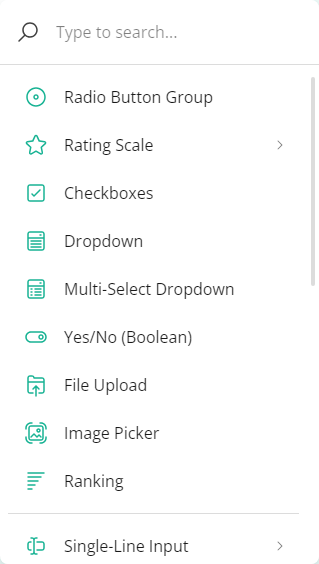 Type to search...
Radio Button Group
Rating Scale
Checkboxes
Dropdown
Multi-Select Dropdown
Yes/No (Boolean)
File Upload
Image Picker
Ranking
Single-Line Input